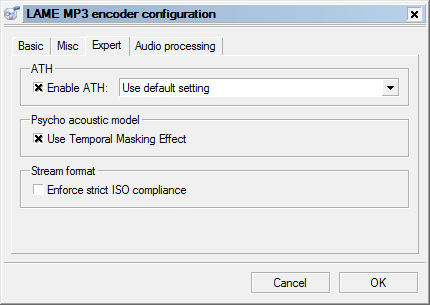 LAME MP3 encoder configuration
Basic Misc Expert Audio processing
ATH
Enable ATH: Use default setting
Psycho acoustic model
Use Temporal Masking Effect
Stream format
Enforce strict ISO compliance
Cancel OK